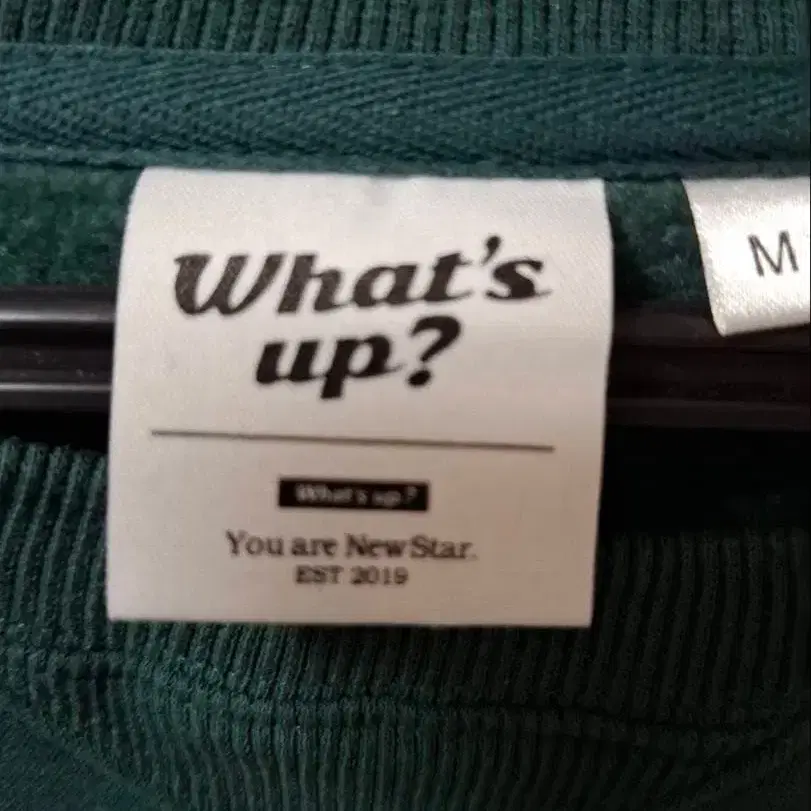 What's
up?
What's up?
You are New Star.
EST 2019
M